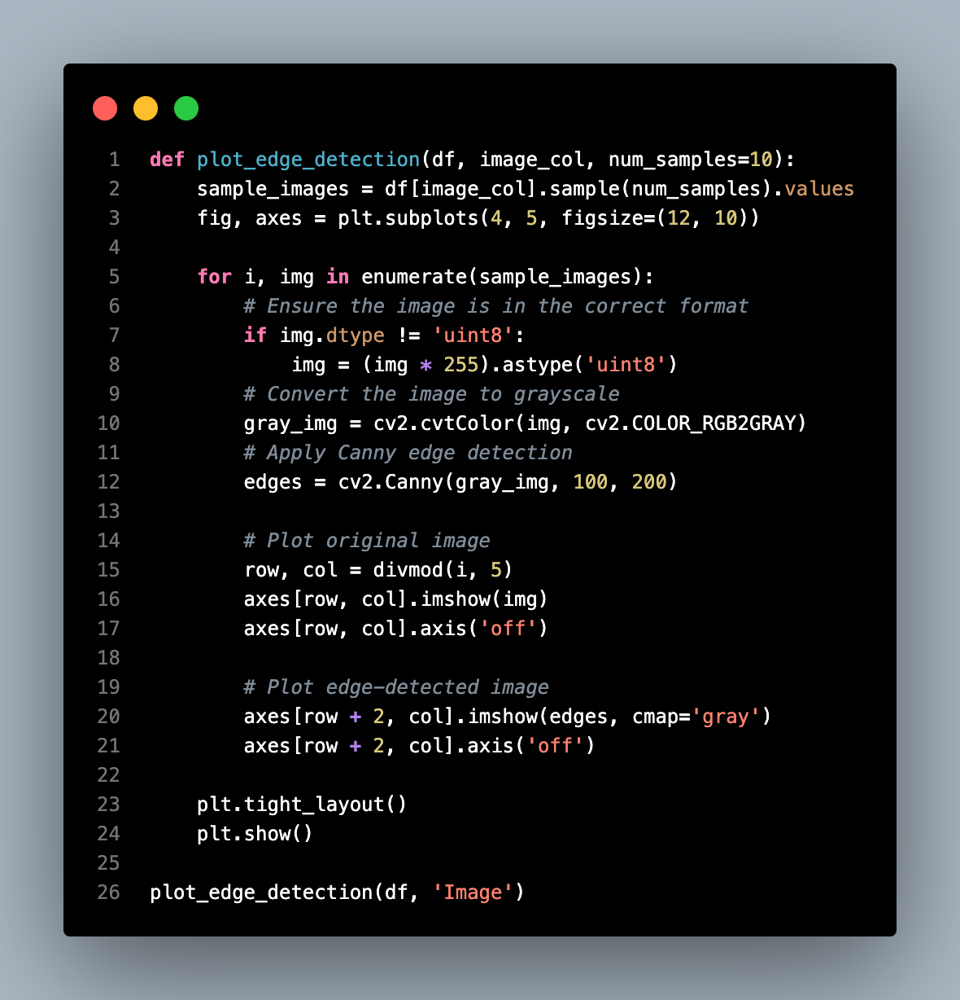 1 def plot_edge_detection(df, image_col, num_samples=10):
2     sample_images = df[image_col].sample(num_samples).values
3     fig, axes = plt.subplots(4, 5, figsize=(12, 10))
4
5     for i, img in enumerate(sample_images):
6         # Ensure the image is in the correct format
7         if img.dtype != 'uint8':
8             img = (img * 255).astype('uint8')
9         # Convert the image to grayscale
10         gray_img = cv2.cvtColor(img, cv2.COLOR_RGB2GRAY)
11         # Apply Canny edge detection
12         edges = cv2.Canny(gray_img, 100, 200)
13
14         # Plot original image
15         row, col = divmod(i, 5)
16         axes[row, col].imshow(img)
17         axes[row, col].axis('off')
18
19         # Plot edge-detected image
20         axes[row + 2, col].imshow(edges, cmap='gray')
21         axes[row + 2, col].axis('off')
22
23     plt.tight_layout()
24     plt.show()
25
26 plot_edge_detection(df, 'Image')